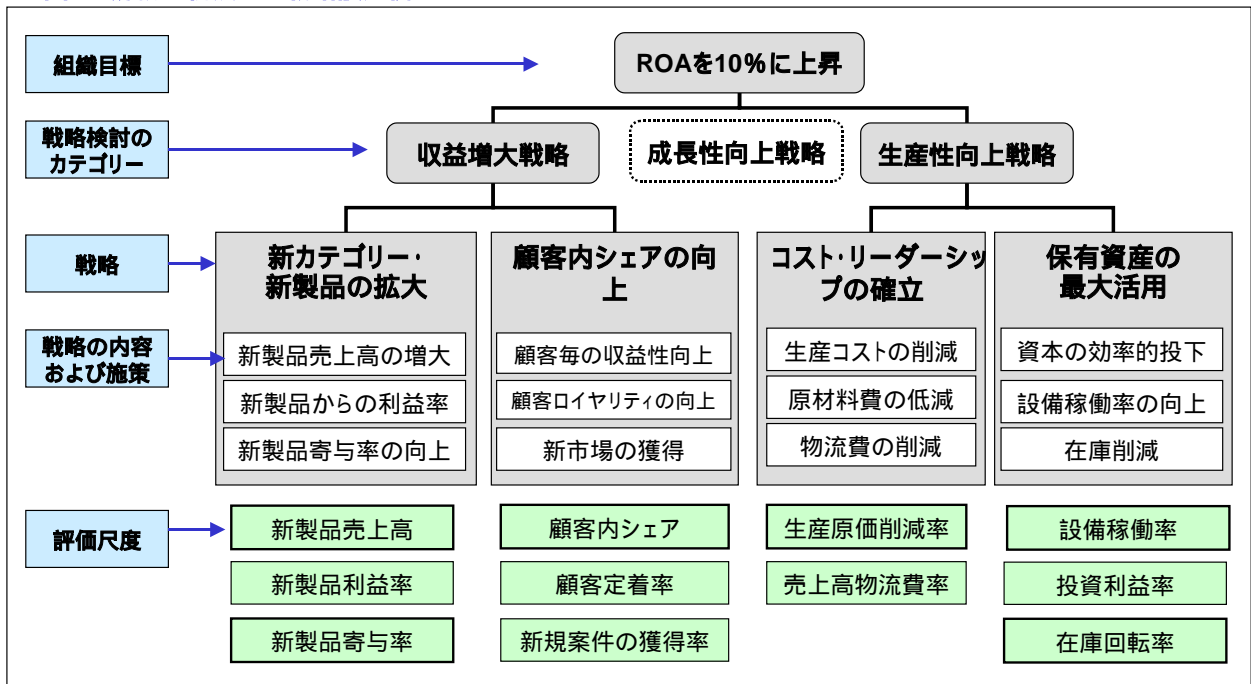 組織目標
ROAを10%に上昇
戦略検討の
カテゴリー
収益増大戦略
成長性向上戦略
生産性向上戦略
戦略
新カテゴリー・
新製品の拡大
顧客内シェアの向
上
コスト・リーダーシッ
プの確立
保有資産の
最大活用
戦略の内容
および施策
新製品売上高の増大
顧客毎の収益性向上
生産コストの削減
資本の効率的投下
新製品からの利益率
顧客ロイヤリティの向上
原材料費の低減
設備稼働率の向上
新製品寄与率の向上
新市場の獲得
物流費の削減
在庫削減
評価尺度
新製品売上高
顧客内シェア
生産原価削減率
設備稼働率
新製品利益率
顧客定着率
売上高物流費率
投資利益率
新製品寄与率
新規案件の獲得率
在庫回転率